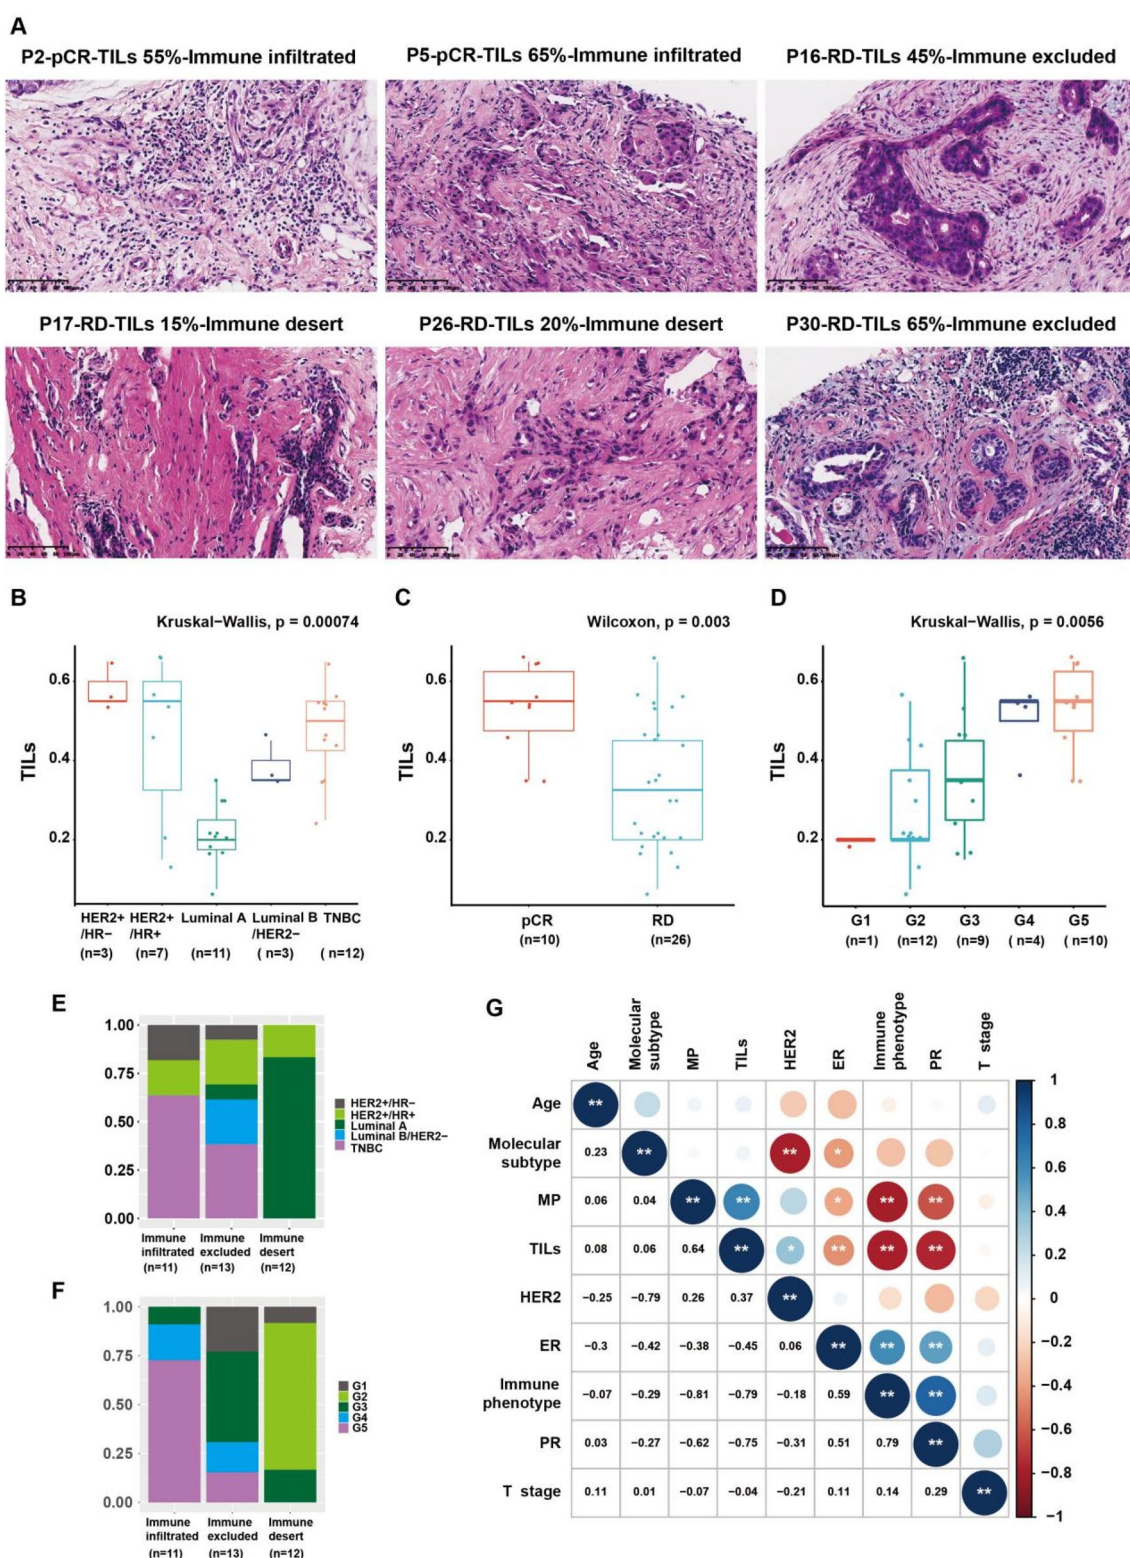 A
P2-pCR-TILs 55%-Immune infiltrated
P5-pCR-TILs 65%-Immune infiltrated
P16-RD-TILs 45%-Immune excluded
P17-RD-TILs 15%-Immune desert
P26-RD-TILs 20%-Immune desert
P30-RD-TILs 65%-Immune excluded
B
Kruskal−Wallis, p = 0.00074
TILs
0.6
0.4
0.2
HER2+ HER2+ Luminal A Luminal B TNBC
/HR− /HR+ /HER2−
(n=3) (n=7) (n=11) ( n=3) ( n=12)
C
Wilcoxon, p = 0.003
TILs
0.6
0.4
0.2
pCR RD
(n=10) (n=26)
D
Kruskal−Wallis, p = 0.0056
TILs
0.6
0.4
0.2
G1 G2 G3 G4 G5
(n=1) (n=12) (n=9) ( n=4) ( n=10)
E
1.00
0.75
0.50
0.25
0.00
HER2+/HR−
HER2+/HR+
Luminal A
Luminal B/HER2−
TNBC
Immune Immune Immune
infiltrated excluded desert
(n=11) (n=13) (n=12)
F
1.00
0.75
0.50
0.25
0.00
G1
G2
G3
G4
G5
Immune Immune Immune
infiltrated excluded desert
(n=11) (n=13) (n=12)
G
Age
Molecular
subtype
MP
TILs
HER2
ER
Immune
phenotype
PR
T stage
Age **
Molecular
subtype 0.23 ** ** *
MP 0.06 0.04 ** ** * ** **
TILs 0.08 0.06 0.64 ** * ** ** **
HER2 −0.25 −0.79 0.26 0.37 **
ER −0.3 −0.42 −0.38 −0.45 0.06 ** ** **
Immune
phenotype −0.07 −0.29 −0.81 −0.79 −0.18 0.59 ** **
PR 0.03 −0.27 −0.62 −0.75 −0.31 0.51 0.79 **
T stage 0.11 0.01 −0.07 −0.04 −0.21 0.11 0.14 0.29 **
1
0.8
0.6
0.4
0.2
0
−0.2
−0.4
−0.6
−0.8
−1